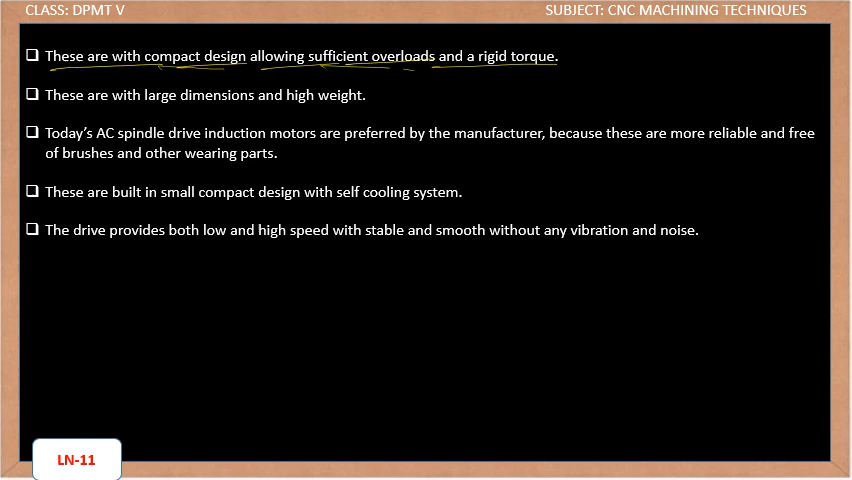 CLASS: DPMT V
SUBJECT: CNC MACHINING TECHNIQUES
❑ These are with compact design allowing sufficient overloads and a rigid torque.
❑ These are with large dimensions and high weight.
❑ Today’s AC spindle drive induction motors are preferred by the manufacturer, because these are more reliable and free
of brushes and other wearing parts.
❑ These are built in small compact design with self cooling system.
❑ The drive provides both low and high speed with stable and smooth without any vibration and noise.
LN-11